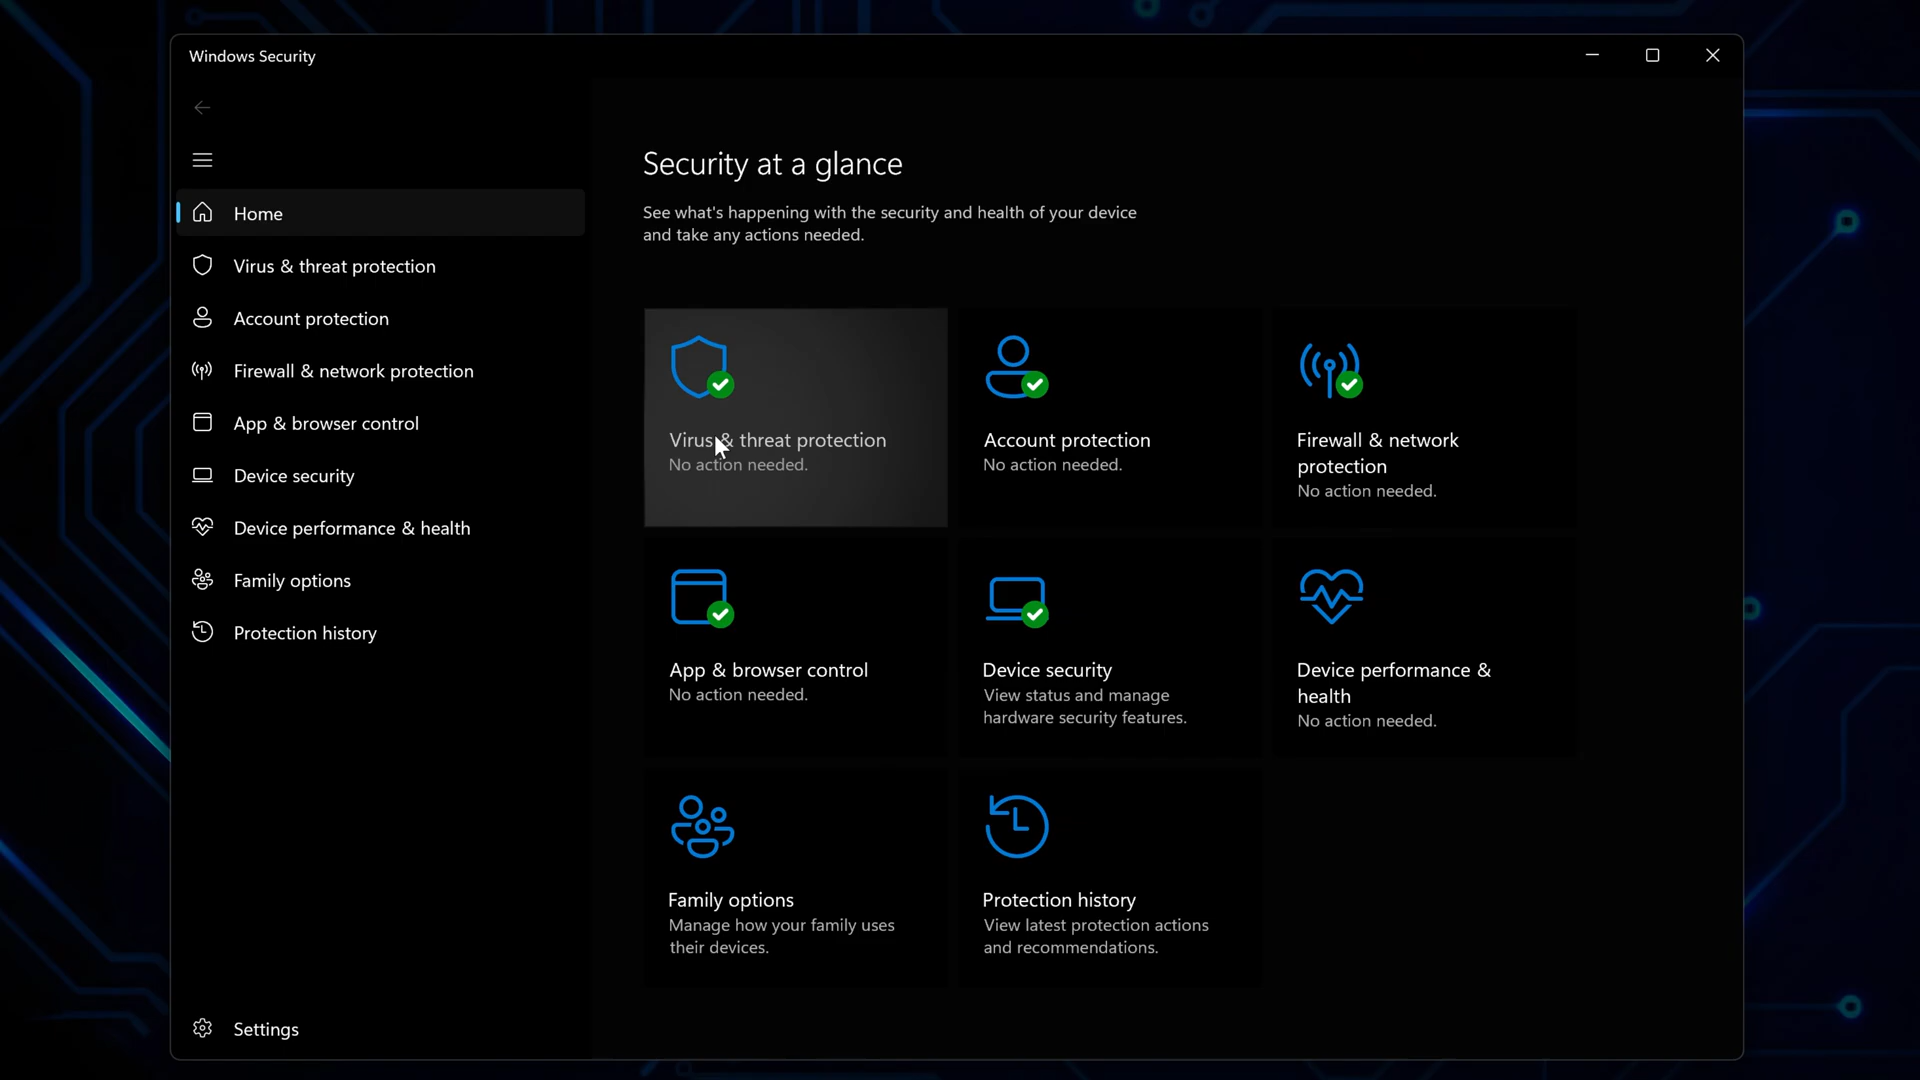 Windows Security
Home
Virus & threat protection
Account protection
Firewall & network protection
App & browser control
Device security
Device performance & health
Family options
Protection history
Settings
Security at a glance
See what's happening with the security and health of your device
and take any actions needed.
Virus & threat protection
No action needed.
Account protection
No action needed.
Firewall & network
protection
No action needed.
App & browser control
No action needed.
Device security
View status and manage
hardware security features.
Device performance &
health
No action needed.
Family options
Manage how your family uses
their devices.
Protection history
View latest protection actions
and recommendations.